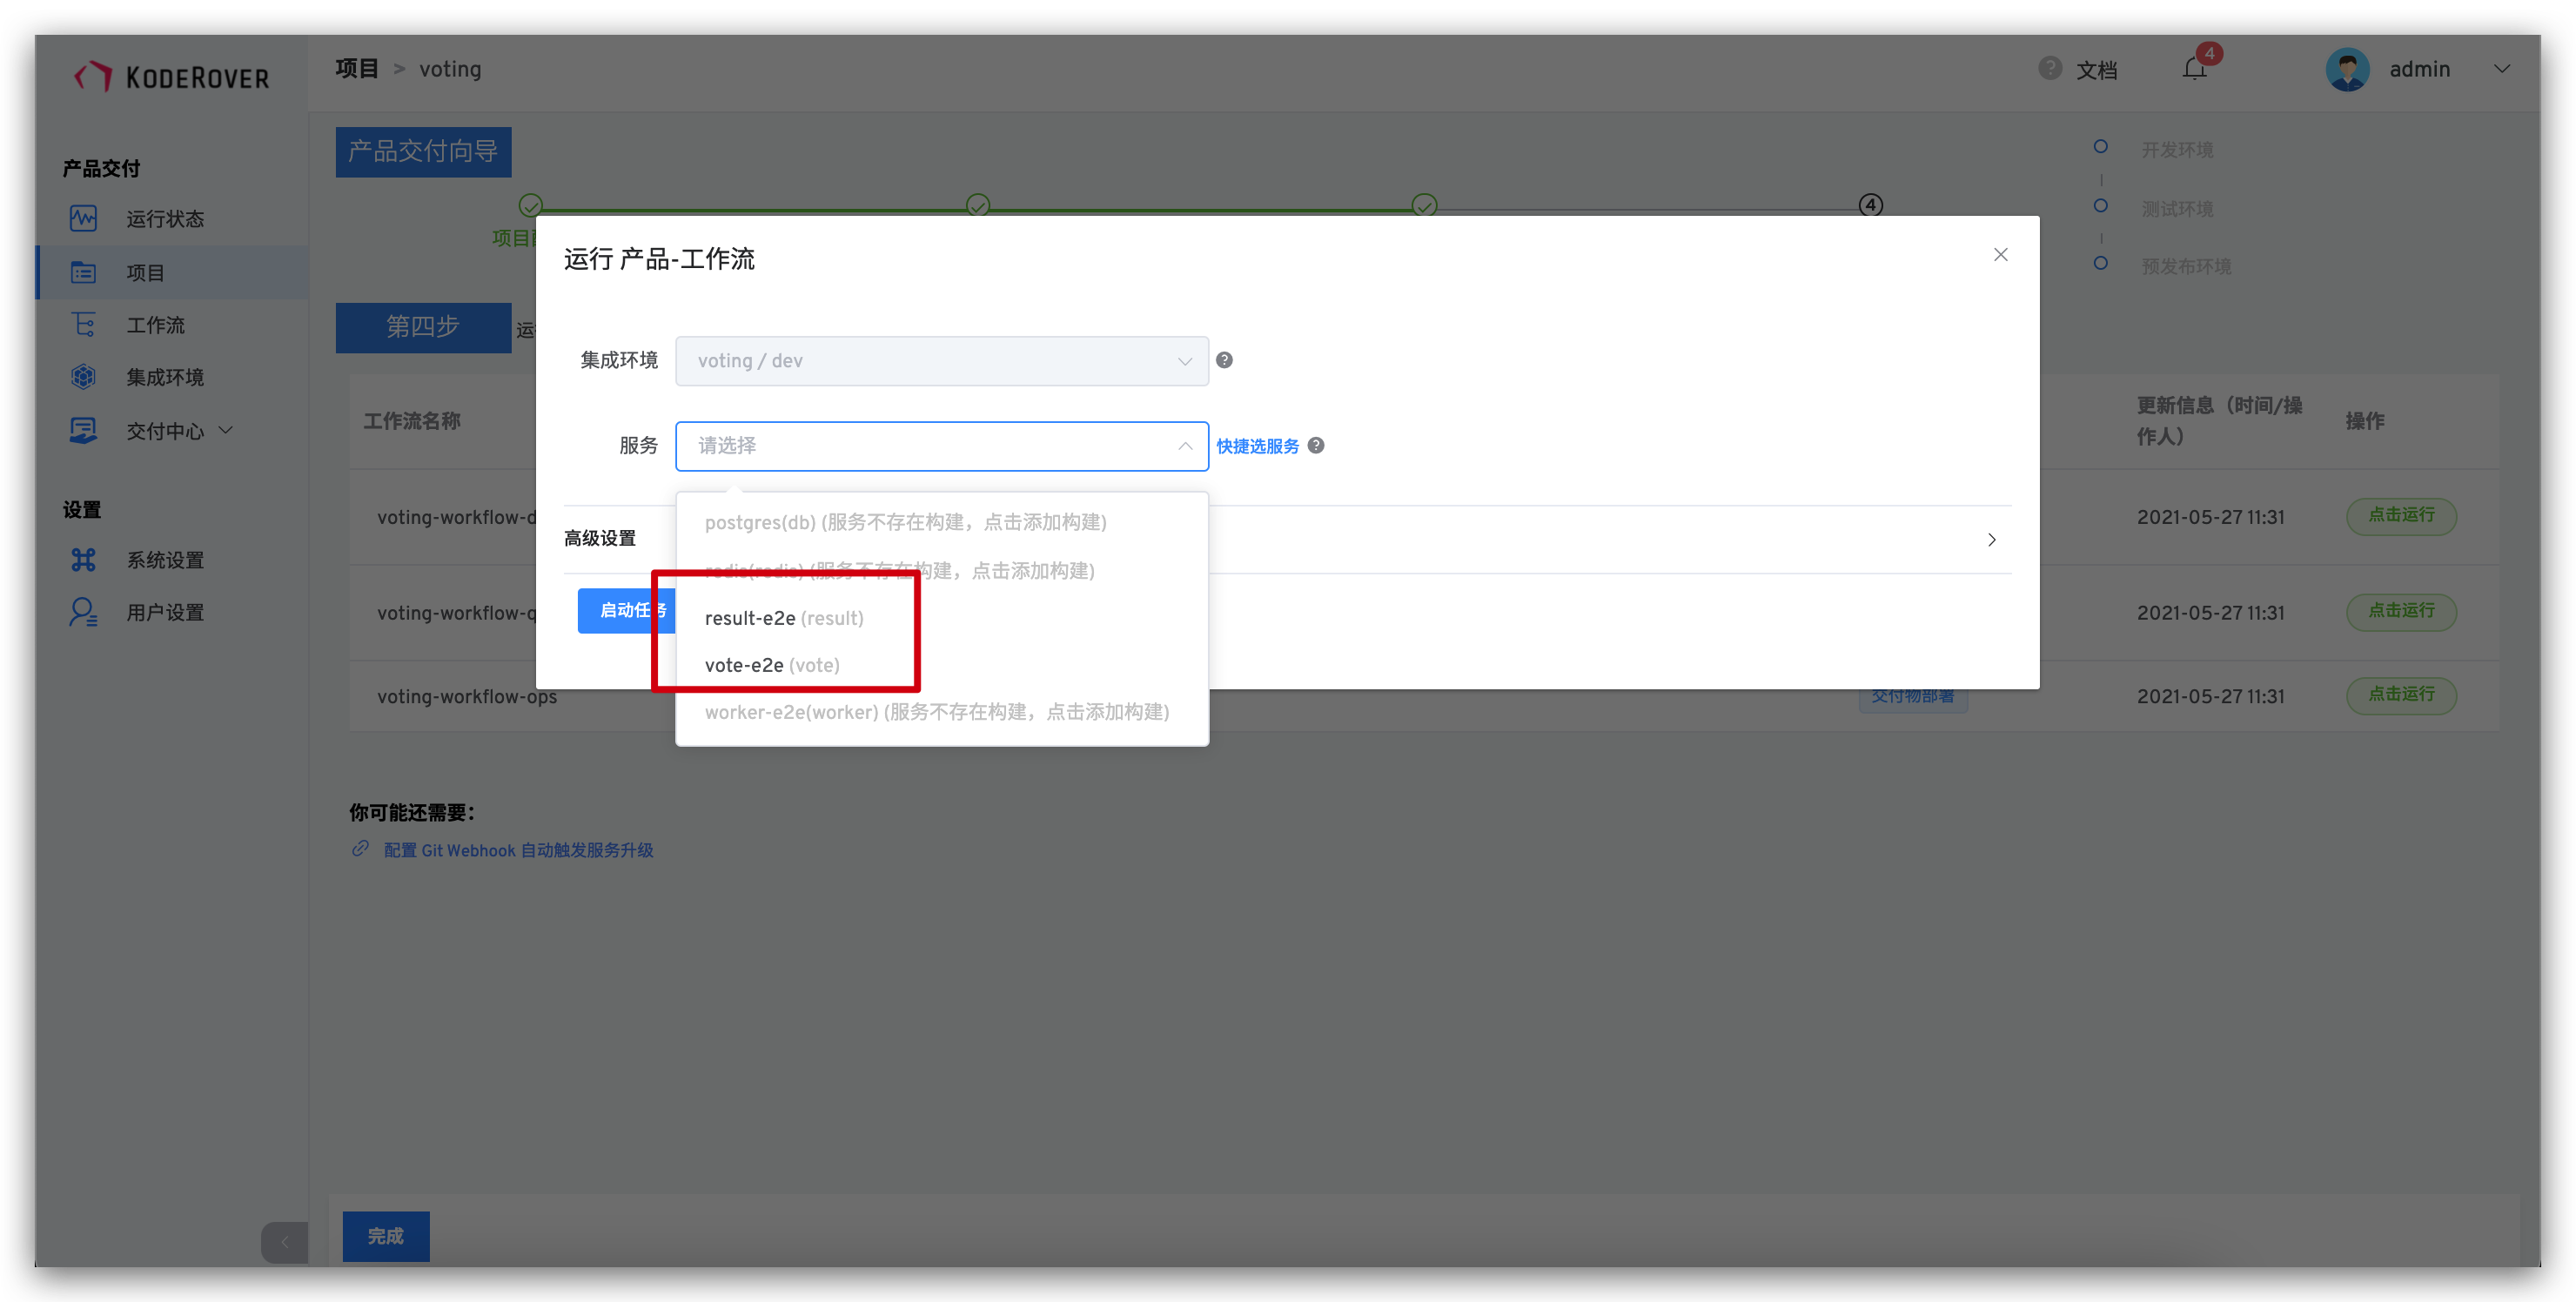 KODEROVER
项目 > voting
文档
4
admin
产品交付
运行状态
项目
工作流
集成环境
交付中心
设置
系统设置
用户设置
产品交付向导
4
开发环境
测试环境
预发布环境
项目
第四步
运
工作流名称
更新信息（时间/操作人）
操作
voting-workflow-d
2021-05-27 11:31
点击运行
voting-workflow-q
2021-05-27 11:31
点击运行
voting-workflow-ops
交付物部署
2021-05-27 11:31
点击运行
运行 产品-工作流
集成环境
voting / dev
服务
请选择
快捷选服务
高级设置
启动任务
postgres(db) (服务不存在构建，点击添加构建)
redis(redis) (服务不存在构建，点击添加构建)
result-e2e (result)
vote-e2e (vote)
worker-e2e(worker) (服务不存在构建，点击添加构建)
你可能还需要：
配置 Git Webhook 自动触发服务升级
完成